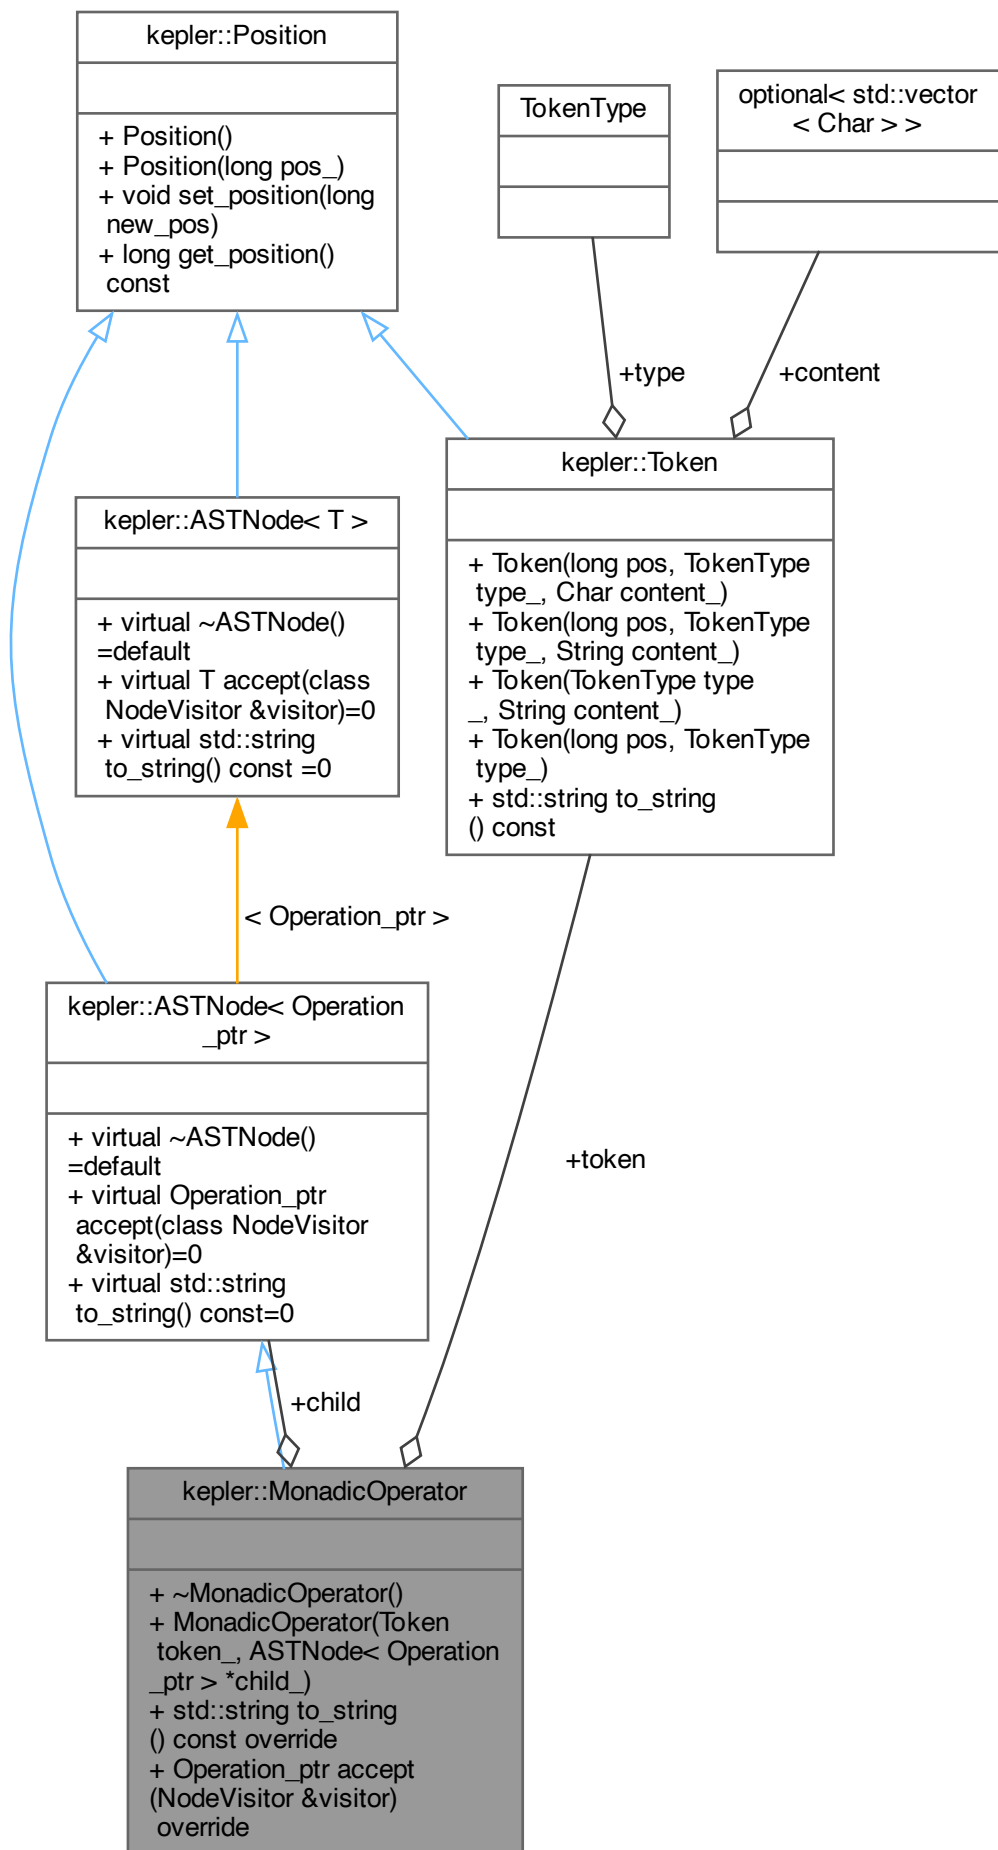 kepler::Position
+ Position()
+ Position(long pos_)
+ void set_position(long
new_pos)
+ long get_position()
const
TokenType
optional< std::vector
< Char > >
+type
+content
kepler::Token
+ Token(long pos, TokenType
type_, Char content_)
+ Token(long pos, TokenType
type_, String content_)
+ Token(TokenType type
_, String content_)
+ Token(long pos, TokenType
type_)
+ std::string to_string
() const
kepler::ASTNode< T >
+ virtual ~ASTNode()
=default
+ virtual T accept(class
NodeVisitor &visitor)=0
+ virtual std::string
to_string() const =0
< Operation_ptr >
kepler::ASTNode< Operation
_ptr >
+ virtual ~ASTNode()
=default
+ virtual Operation_ptr
accept(class NodeVisitor
&visitor)=0
+ virtual std::string
to_string() const=0
+token
+child
kepler::MonadicOperator
+ ~MonadicOperator()
+ MonadicOperator(Token
token_, ASTNode< Operation
_ptr > *child_)
+ std::string to_string
() const override
+ Operation_ptr accept
(NodeVisitor &visitor)
override